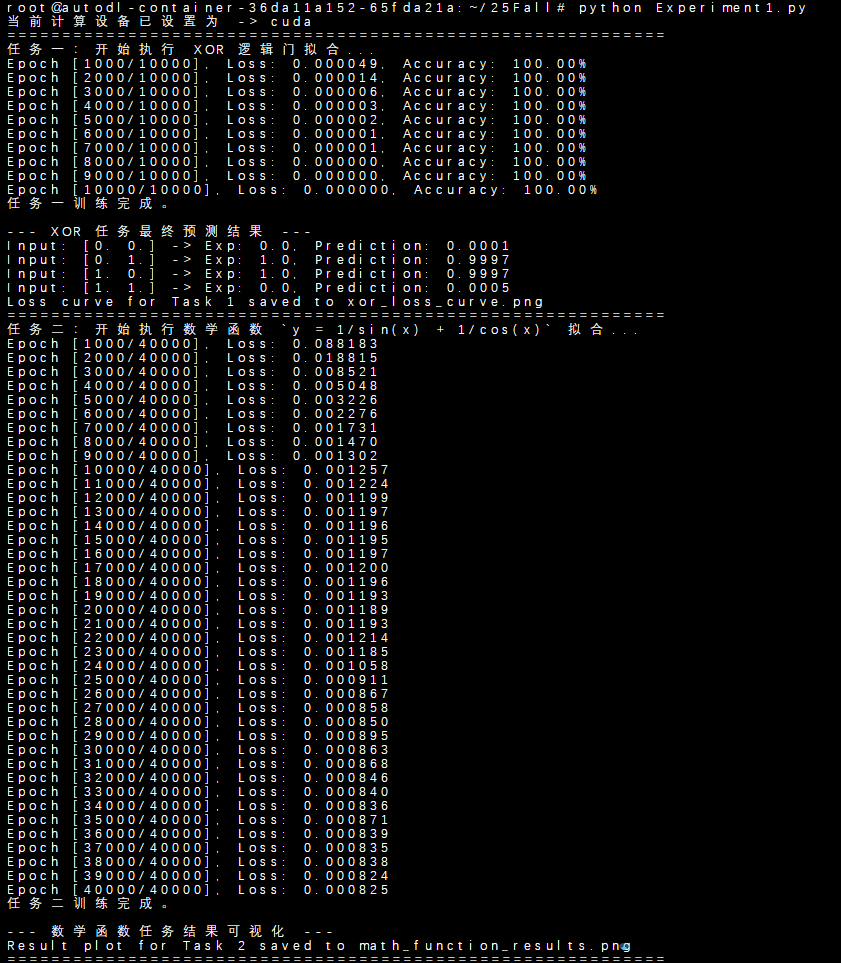 root@autodl-container-36da11a152-65fda21a:~/25Fall# python Experiment1.py
当前计算设备已设置为 -> cuda
============================================================
任务一: 开始执行 XOR 逻辑门拟合...
Epoch [1000/10000], Loss: 0.000049, Accuracy: 100.00%
Epoch [2000/10000], Loss: 0.000014, Accuracy: 100.00%
Epoch [3000/10000], Loss: 0.000006, Accuracy: 100.00%
Epoch [4000/10000], Loss: 0.000003, Accuracy: 100.00%
Epoch [5000/10000], Loss: 0.000002, Accuracy: 100.00%
Epoch [6000/10000], Loss: 0.000001, Accuracy: 100.00%
Epoch [7000/10000], Loss: 0.000001, Accuracy: 100.00%
Epoch [8000/10000], Loss: 0.000000, Accuracy: 100.00%
Epoch [9000/10000], Loss: 0.000000, Accuracy: 100.00%
Epoch [10000/10000], Loss: 0.000000, Accuracy: 100.00%
任务一训练完成。
--- XOR 任务最终预测结果 ---
Input: [0. 0.] -> Exp: 0.0, Prediction: 0.0001
Input: [0. 1.] -> Exp: 1.0, Prediction: 0.9997
Input: [1. 0.] -> Exp: 1.0, Prediction: 0.9997
Input: [1. 1.] -> Exp: 0.0, Prediction: 0.0005
Loss curve for Task 1 saved to xor_loss_curve.png
============================================================
任务二: 开始执行数学函数 `y = 1/sin(x) + 1/cos(x)` 拟合...
Epoch [1000/40000], Loss: 0.088183
Epoch [2000/40000], Loss: 0.018815
Epoch [3000/40000], Loss: 0.008521
Epoch [4000/40000], Loss: 0.005048
Epoch [5000/40000], Loss: 0.003226
Epoch [6000/40000], Loss: 0.002276
Epoch [7000/40000], Loss: 0.001731
Epoch [8000/40000], Loss: 0.001470
Epoch [9000/40000], Loss: 0.001302
Epoch [10000/40000], Loss: 0.001257
Epoch [11000/40000], Loss: 0.001224
Epoch [12000/40000], Loss: 0.001199
Epoch [13000/40000], Loss: 0.001197
Epoch [14000/40000], Loss: 0.001196
Epoch [15000/40000], Loss: 0.001195
Epoch [16000/40000], Loss: 0.001197
Epoch [17000/40000], Loss: 0.001200
Epoch [18000/40000], Loss: 0.001196
Epoch [19000/40000], Loss: 0.001193
Epoch [20000/40000], Loss: 0.001189
Epoch [21000/40000], Loss: 0.001193
Epoch [22000/40000], Loss: 0.001214
Epoch [23000/40000], Loss: 0.001185
Epoch [24000/40000], Loss: 0.001058
Epoch [25000/40000], Loss: 0.000911
Epoch [26000/40000], Loss: 0.000867
Epoch [27000/40000], Loss: 0.000858
Epoch [28000/40000], Loss: 0.000850
Epoch [29000/40000], Loss: 0.000895
Epoch [30000/40000], Loss: 0.000863
Epoch [31000/40000], Loss: 0.000868
Epoch [32000/40000], Loss: 0.000846
Epoch [33000/40000], Loss: 0.000840
Epoch [34000/40000], Loss: 0.000836
Epoch [35000/40000], Loss: 0.000871
Epoch [36000/40000], Loss: 0.000839
Epoch [37000/40000], Loss: 0.000835
Epoch [38000/40000], Loss: 0.000838
Epoch [39000/40000], Loss: 0.000824
Epoch [40000/40000], Loss: 0.000825
任务二训练完成。
--- 数学函数任务结果可视化 ---
Result plot for Task 2 saved to math_function_results.png
============================================================